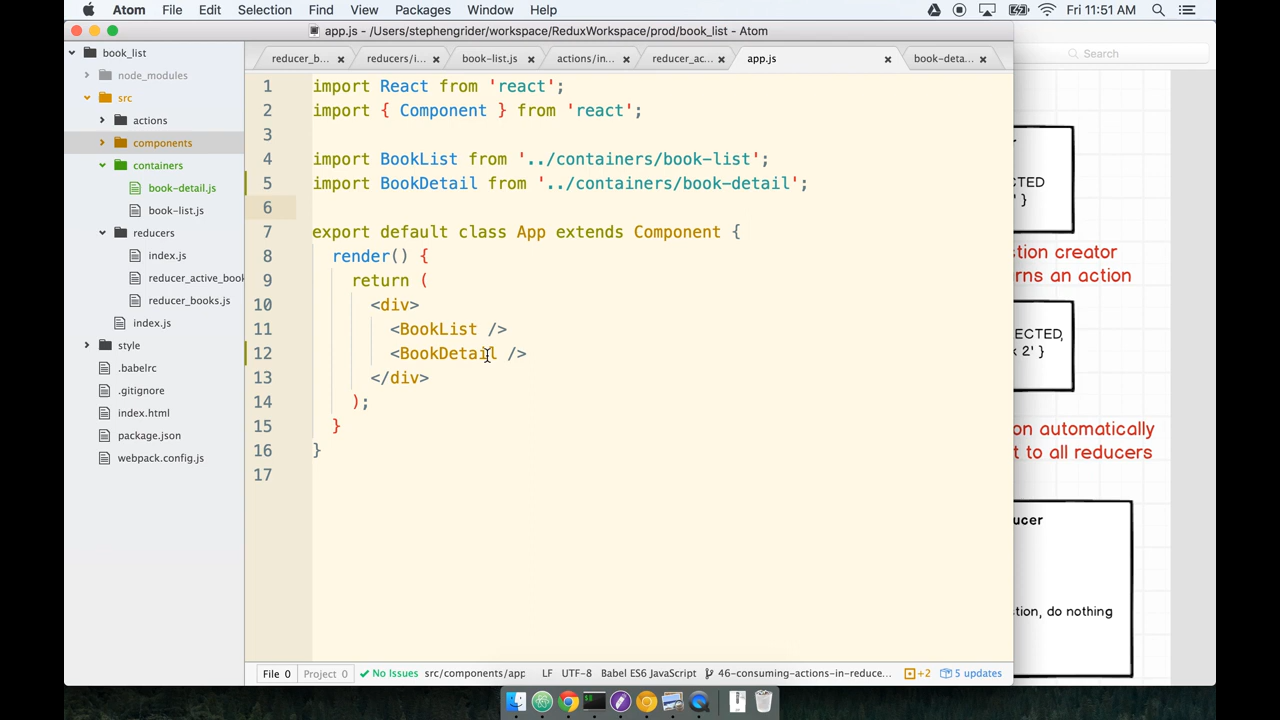 Atom File Edit Selection Find View Packages Window Help Fri 11:51 AM
app.js - /Users/stephengrider/workspace/ReduxWorkspace/prod/book_list - Atom
Search
book_list
node_modules
src
actions
components
containers
book-detail.js
book-list.js
reducers
index.js
reducer_active_book
reducer_books.js
index.js
style
.babelrc
.gitignore
index.html
package.json
webpack.config.js
reducer_b... reducers/i... book-list.js actions/in... reducer_ac... app.js book-deta...
1 import React from 'react';
2 import { Component } from 'react';
3
4 import BookList from '../containers/book-list';
5 import BookDetail from '../containers/book-detail';
6
7 export default class App extends Component {
8 render() {
9 return (
10 <div>
11 <BookList />
12 <BookDetail />
13 </div>
14 );
15 }
16 }
17
File 0 Project 0 No Issues src/components/app LF UTF-8 Babel ES6 JavaScript 46-consuming-actions-in-reduce... +2 5 updates
CTED
' }
tion creator
rns an action
ECTED,
k 2' }
on automatically
t to all reducers
ucer
tion, do nothing